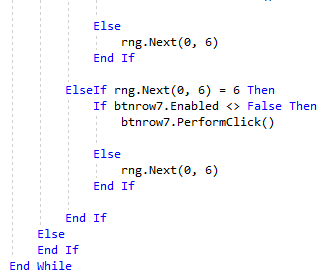 Else
rng.Next(0, 6)
End If
ElseIf rng.Next(0, 6) = 6 Then
If btnrow7.Enabled <> False Then
btnrow7.PerformClick()
Else
rng.Next(0, 6)
End If
End If
Else
End If
End While